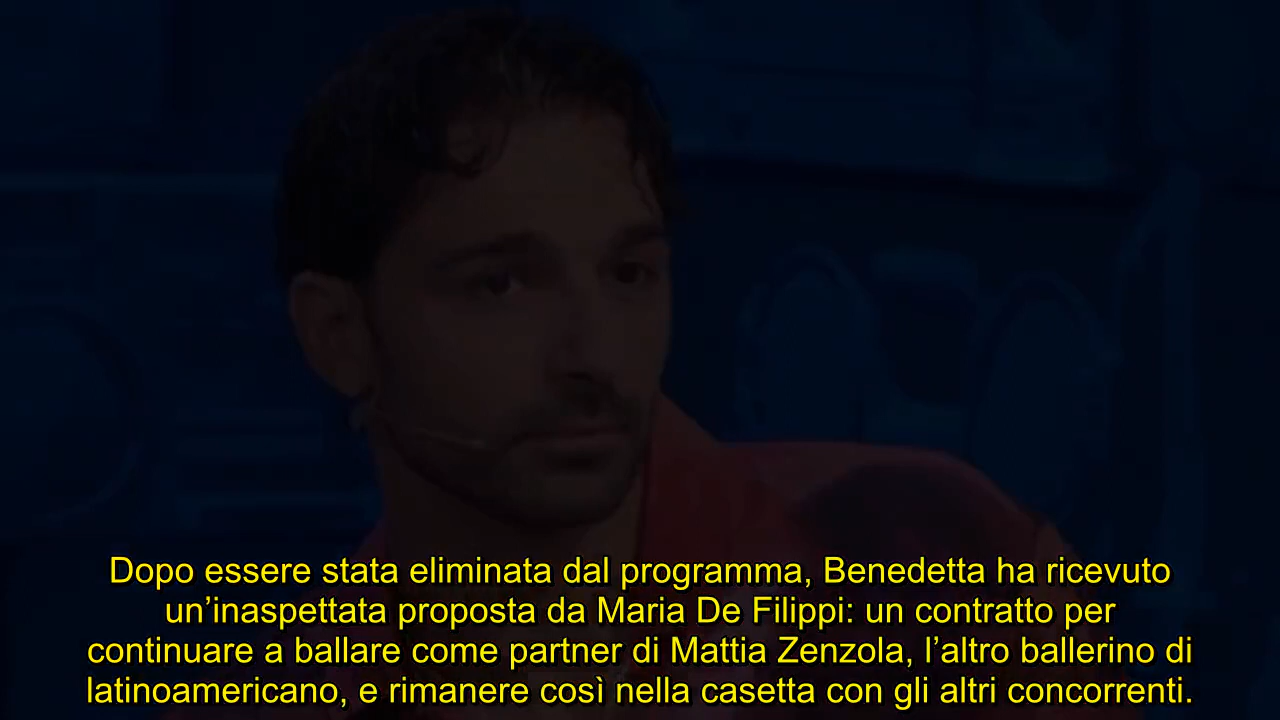 Dopo essere stata eliminata dal programma, Benedetta ha ricevuto
un’inaspettata proposta da Maria De Filippi: un contratto per
continuare a ballare come partner di Mattia Zenzola, l’altro ballerino di
latinoamericano, e rimanere così nella casetta con gli altri concorrenti.